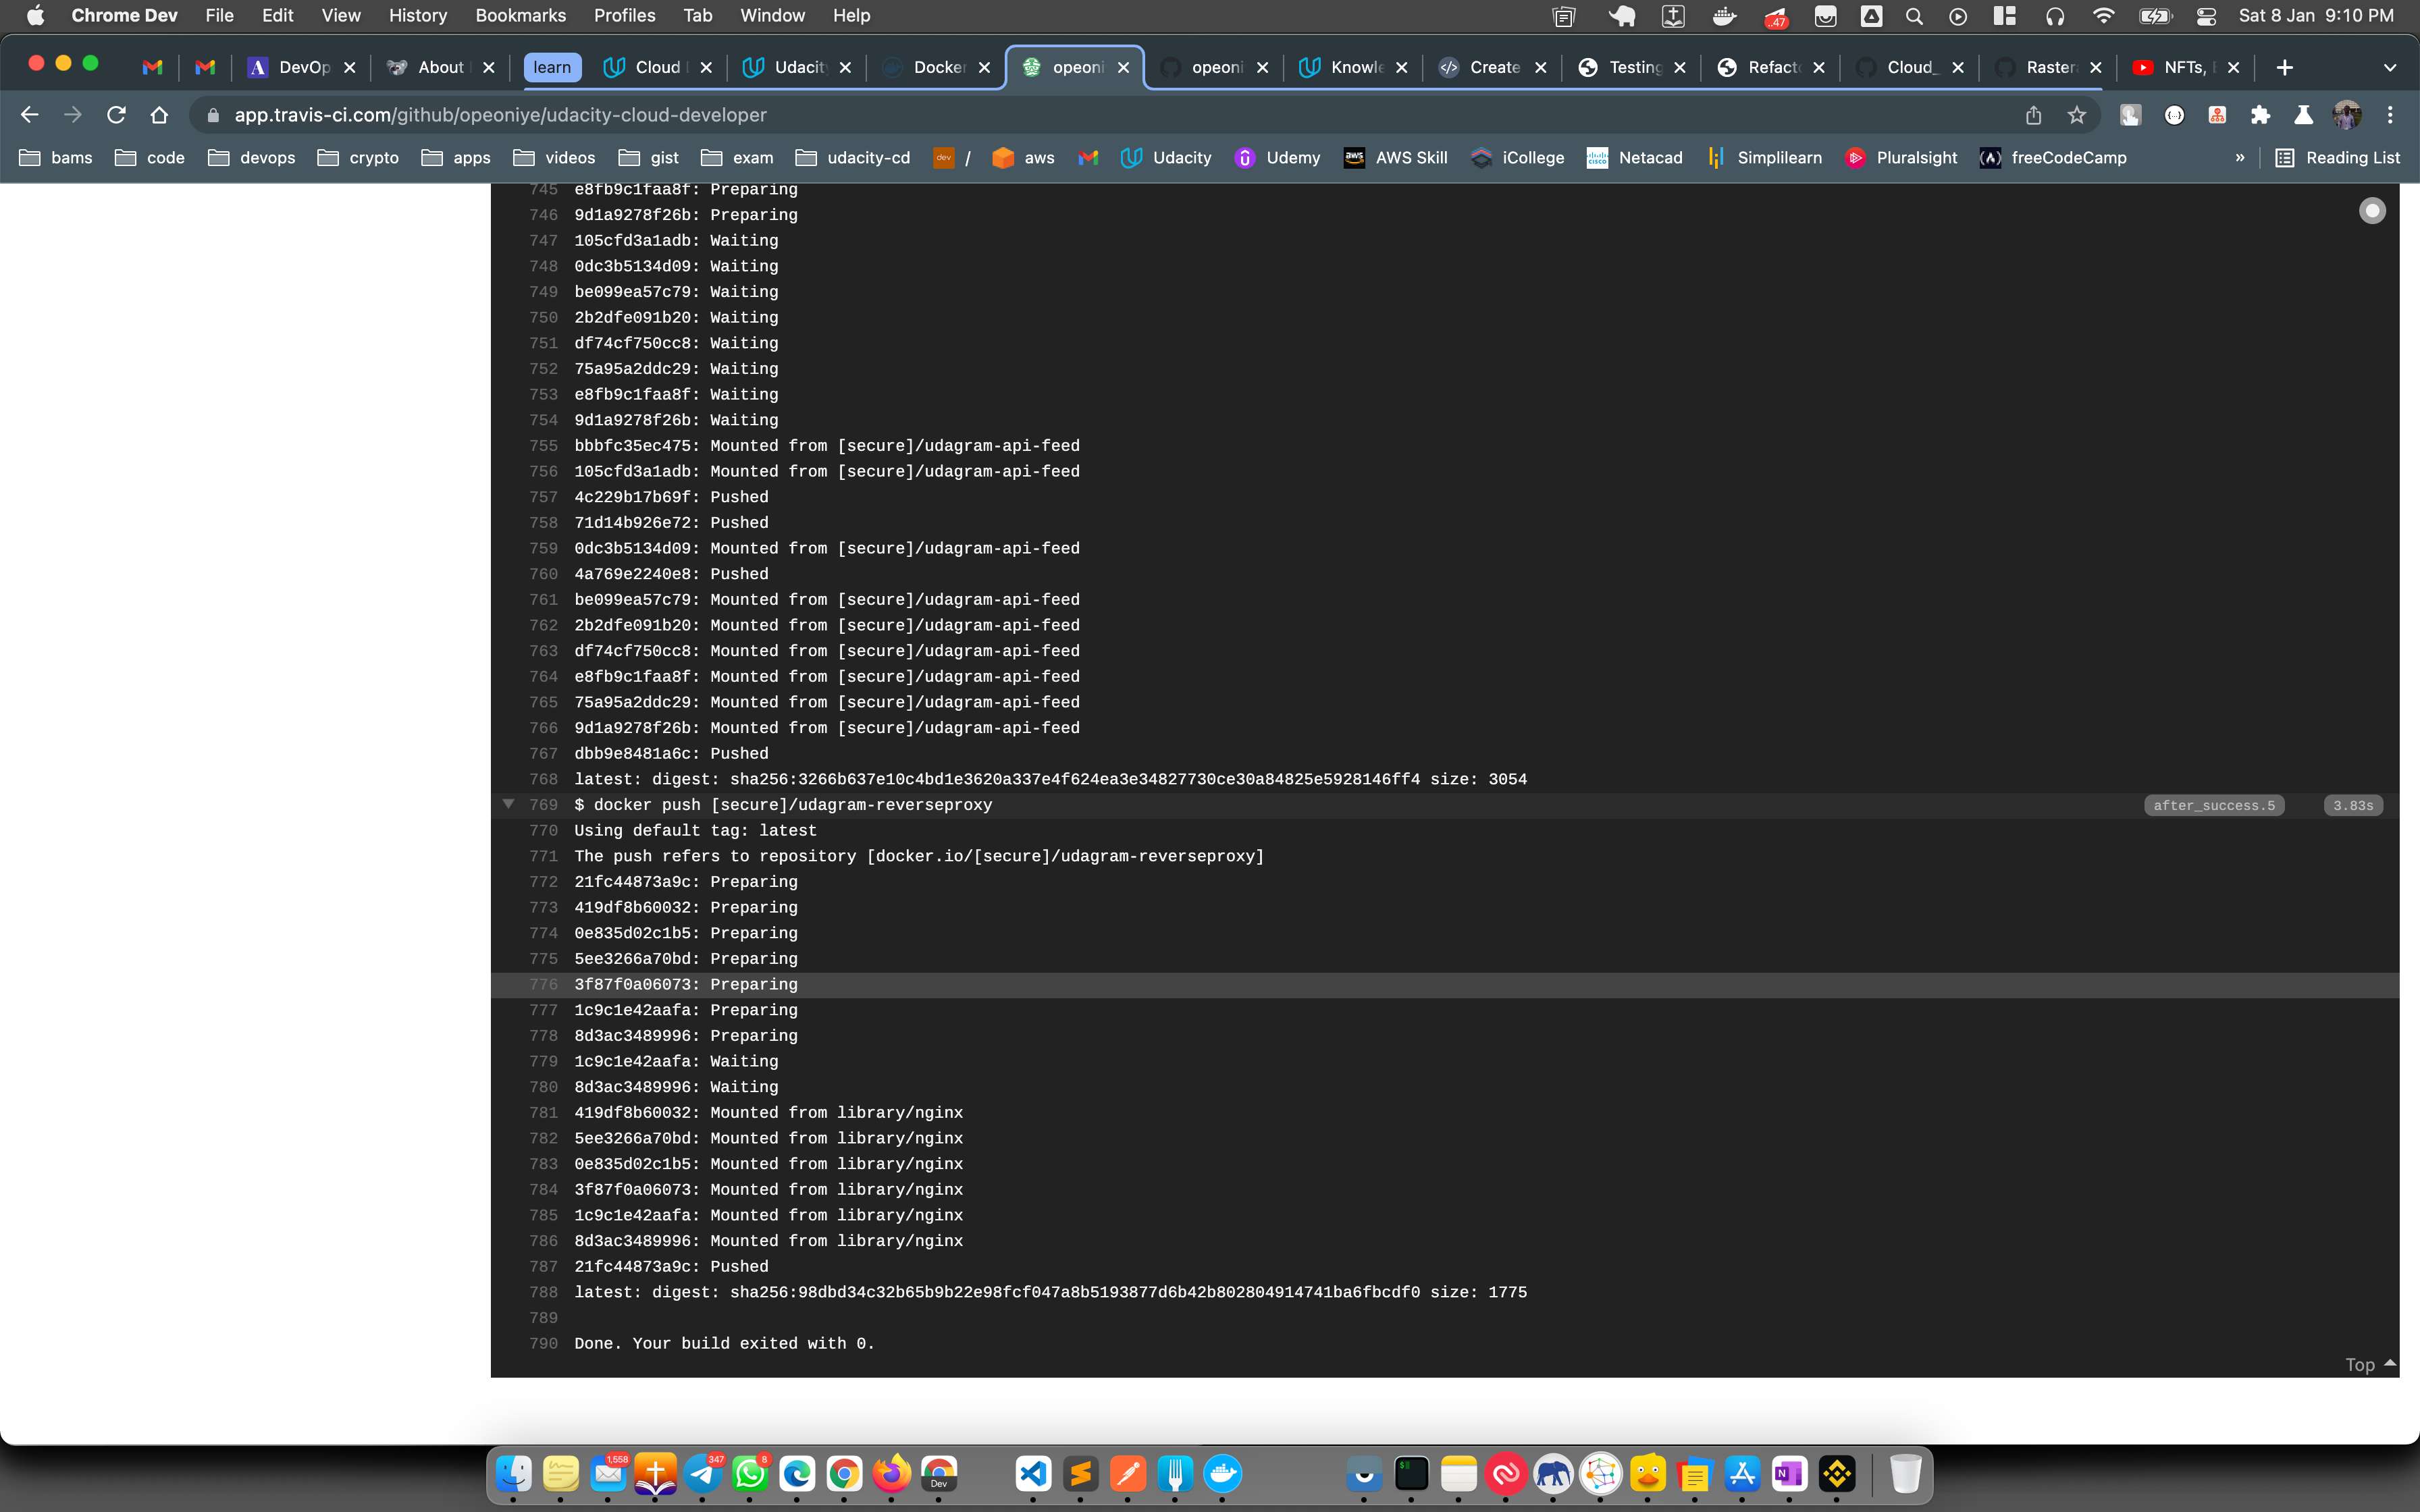 Chrome Dev File Edit View History Bookmarks Profiles Tab Window Help 47 Sat 8 Jan 9:10 PM
DevOp About learn Cloud Udacit Docker openi openi Knowle Create Testing Refacto Cloud_ Raster NFTs,
app.travis-ci.com/github/opeoniye/udacity-cloud-developer
bams code devops crypto apps videos gist exam udacity-cd dev / aws Udacity Udemy AWS Skill iCollege Netacad Simplilearn Pluralsight freeCodeCamp » Reading List
745 e8fb9c1faa8f: Preparing
746 9d1a9278f26b: Preparing
747 105cfd3a1adb: Waiting
748 0dc3b5134d09: Waiting
749 be099ea57c79: Waiting
750 2b2dfe091b20: Waiting
751 df74cf750cc8: Waiting
752 75a95a2ddc29: Waiting
753 e8fb9c1faa8f: Waiting
754 9d1a9278f26b: Waiting
755 bbbfc35ec475: Mounted from [secure]/udagram-api-feed
756 105cfd3a1adb: Mounted from [secure]/udagram-api-feed
757 4c229b17b69f: Pushed
758 71d14b926e72: Pushed
759 0dc3b5134d09: Mounted from [secure]/udagram-api-feed
760 4a769e2240e8: Pushed
761 be099ea57c79: Mounted from [secure]/udagram-api-feed
762 2b2dfe091b20: Mounted from [secure]/udagram-api-feed
763 df74cf750cc8: Mounted from [secure]/udagram-api-feed
764 e8fb9c1faa8f: Mounted from [secure]/udagram-api-feed
765 75a95a2ddc29: Mounted from [secure]/udagram-api-feed
766 9d1a9278f26b: Mounted from [secure]/udagram-api-feed
767 dbb9e8481a6c: Pushed
768 latest: digest: sha256:3266b637e10c4bd1e3620a337e4f624ea3e34827730ce30a84825e5928146ff4 size: 3054
769 $ docker push [secure]/udagram-reverseproxy after_success.5 3.83s
770 Using default tag: latest
771 The push refers to repository [docker.io/[secure]/udagram-reverseproxy]
772 21fc44873a9c: Preparing
773 419df8b60032: Preparing
774 0e835d02c1b5: Preparing
775 5ee3266a70bd: Preparing
776 3f87f0a06073: Preparing
777 1c9c1e42aafa: Preparing
778 8d3ac3489996: Preparing
779 1c9c1e42aafa: Waiting
780 8d3ac3489996: Waiting
781 419df8b60032: Mounted from library/nginx
782 5ee3266a70bd: Mounted from library/nginx
783 0e835d02c1b5: Mounted from library/nginx
784 3f87f0a06073: Mounted from library/nginx
785 1c9c1e42aafa: Mounted from library/nginx
786 8d3ac3489996: Mounted from library/nginx
787 21fc44873a9c: Pushed
788 latest: digest: sha256:98dbd34c32b65b9b22e98fcf047a8b5193877d6b42b802804914741ba6fbcdf0 size: 1775
789
790 Done. Your build exited with 0.
Top
1,558 347 8 Dev